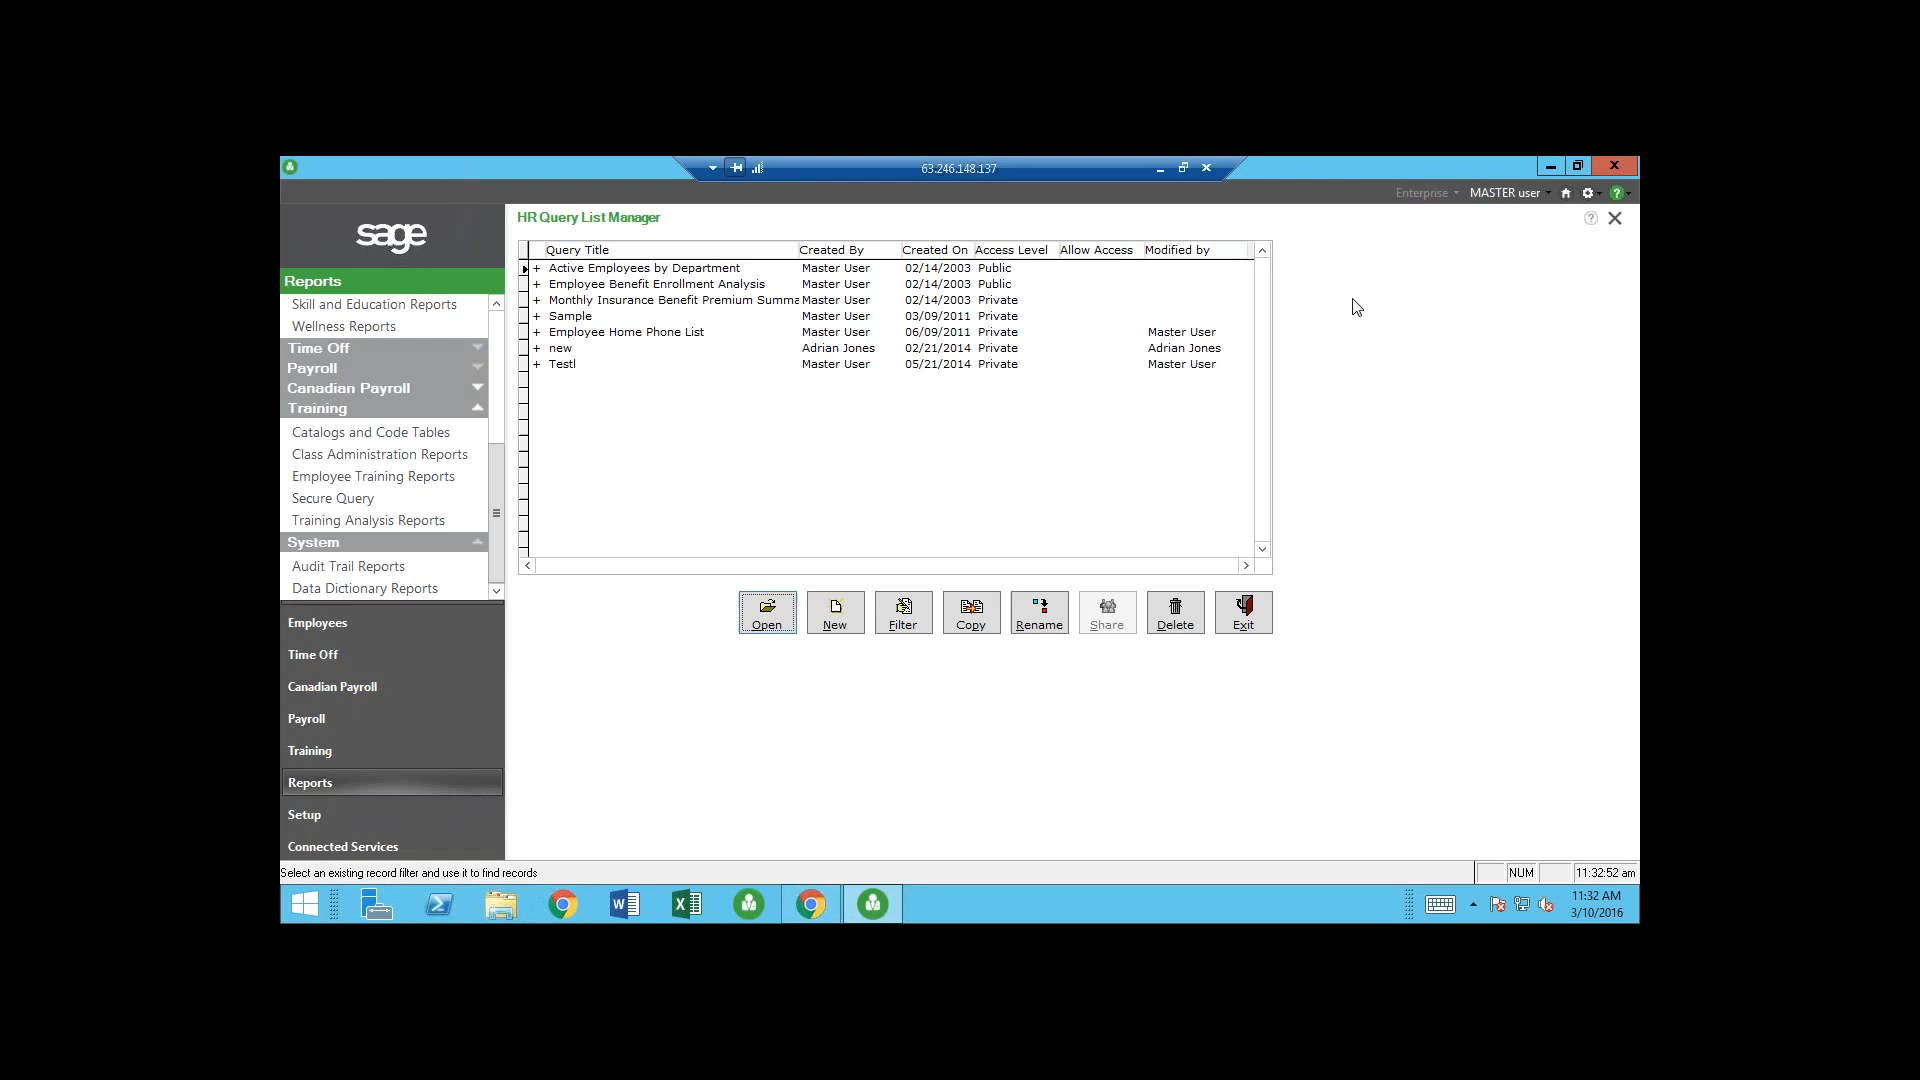 63.246.148.137
Enterprise MASTER user ?
sage
HR Query List Manager
?
Query Title Created By Created On Access Level Allow Access Modified by
+ Active Employees by Department Master User 02/14/2003 Public
+ Employee Benefit Enrollment Analysis Master User 02/14/2003 Public
+ Monthly Insurance Benefit Premium Summa Master User 02/14/2003 Private
+ Sample Master User 03/09/2011 Private
+ Employee Home Phone List Master User 06/09/2011 Private Master User
+ new Adrian Jones 02/21/2014 Private Adrian Jones
+ Testl Master User 05/21/2014 Private Master User
Open New Filter Copy Rename Share Delete Exit
Reports
Skill and Education Reports
Wellness Reports
Time Off
Payroll
Canadian Payroll
Training
Catalogs and Code Tables
Class Administration Reports
Employee Training Reports
Secure Query
Training Analysis Reports
System
Audit Trail Reports
Data Dictionary Reports
Employees
Time Off
Canadian Payroll
Payroll
Training
Reports
Setup
Connected Services
Select an existing record filter and use it to find records NUM 11:32:52 am
11:32 AM
3/10/2016